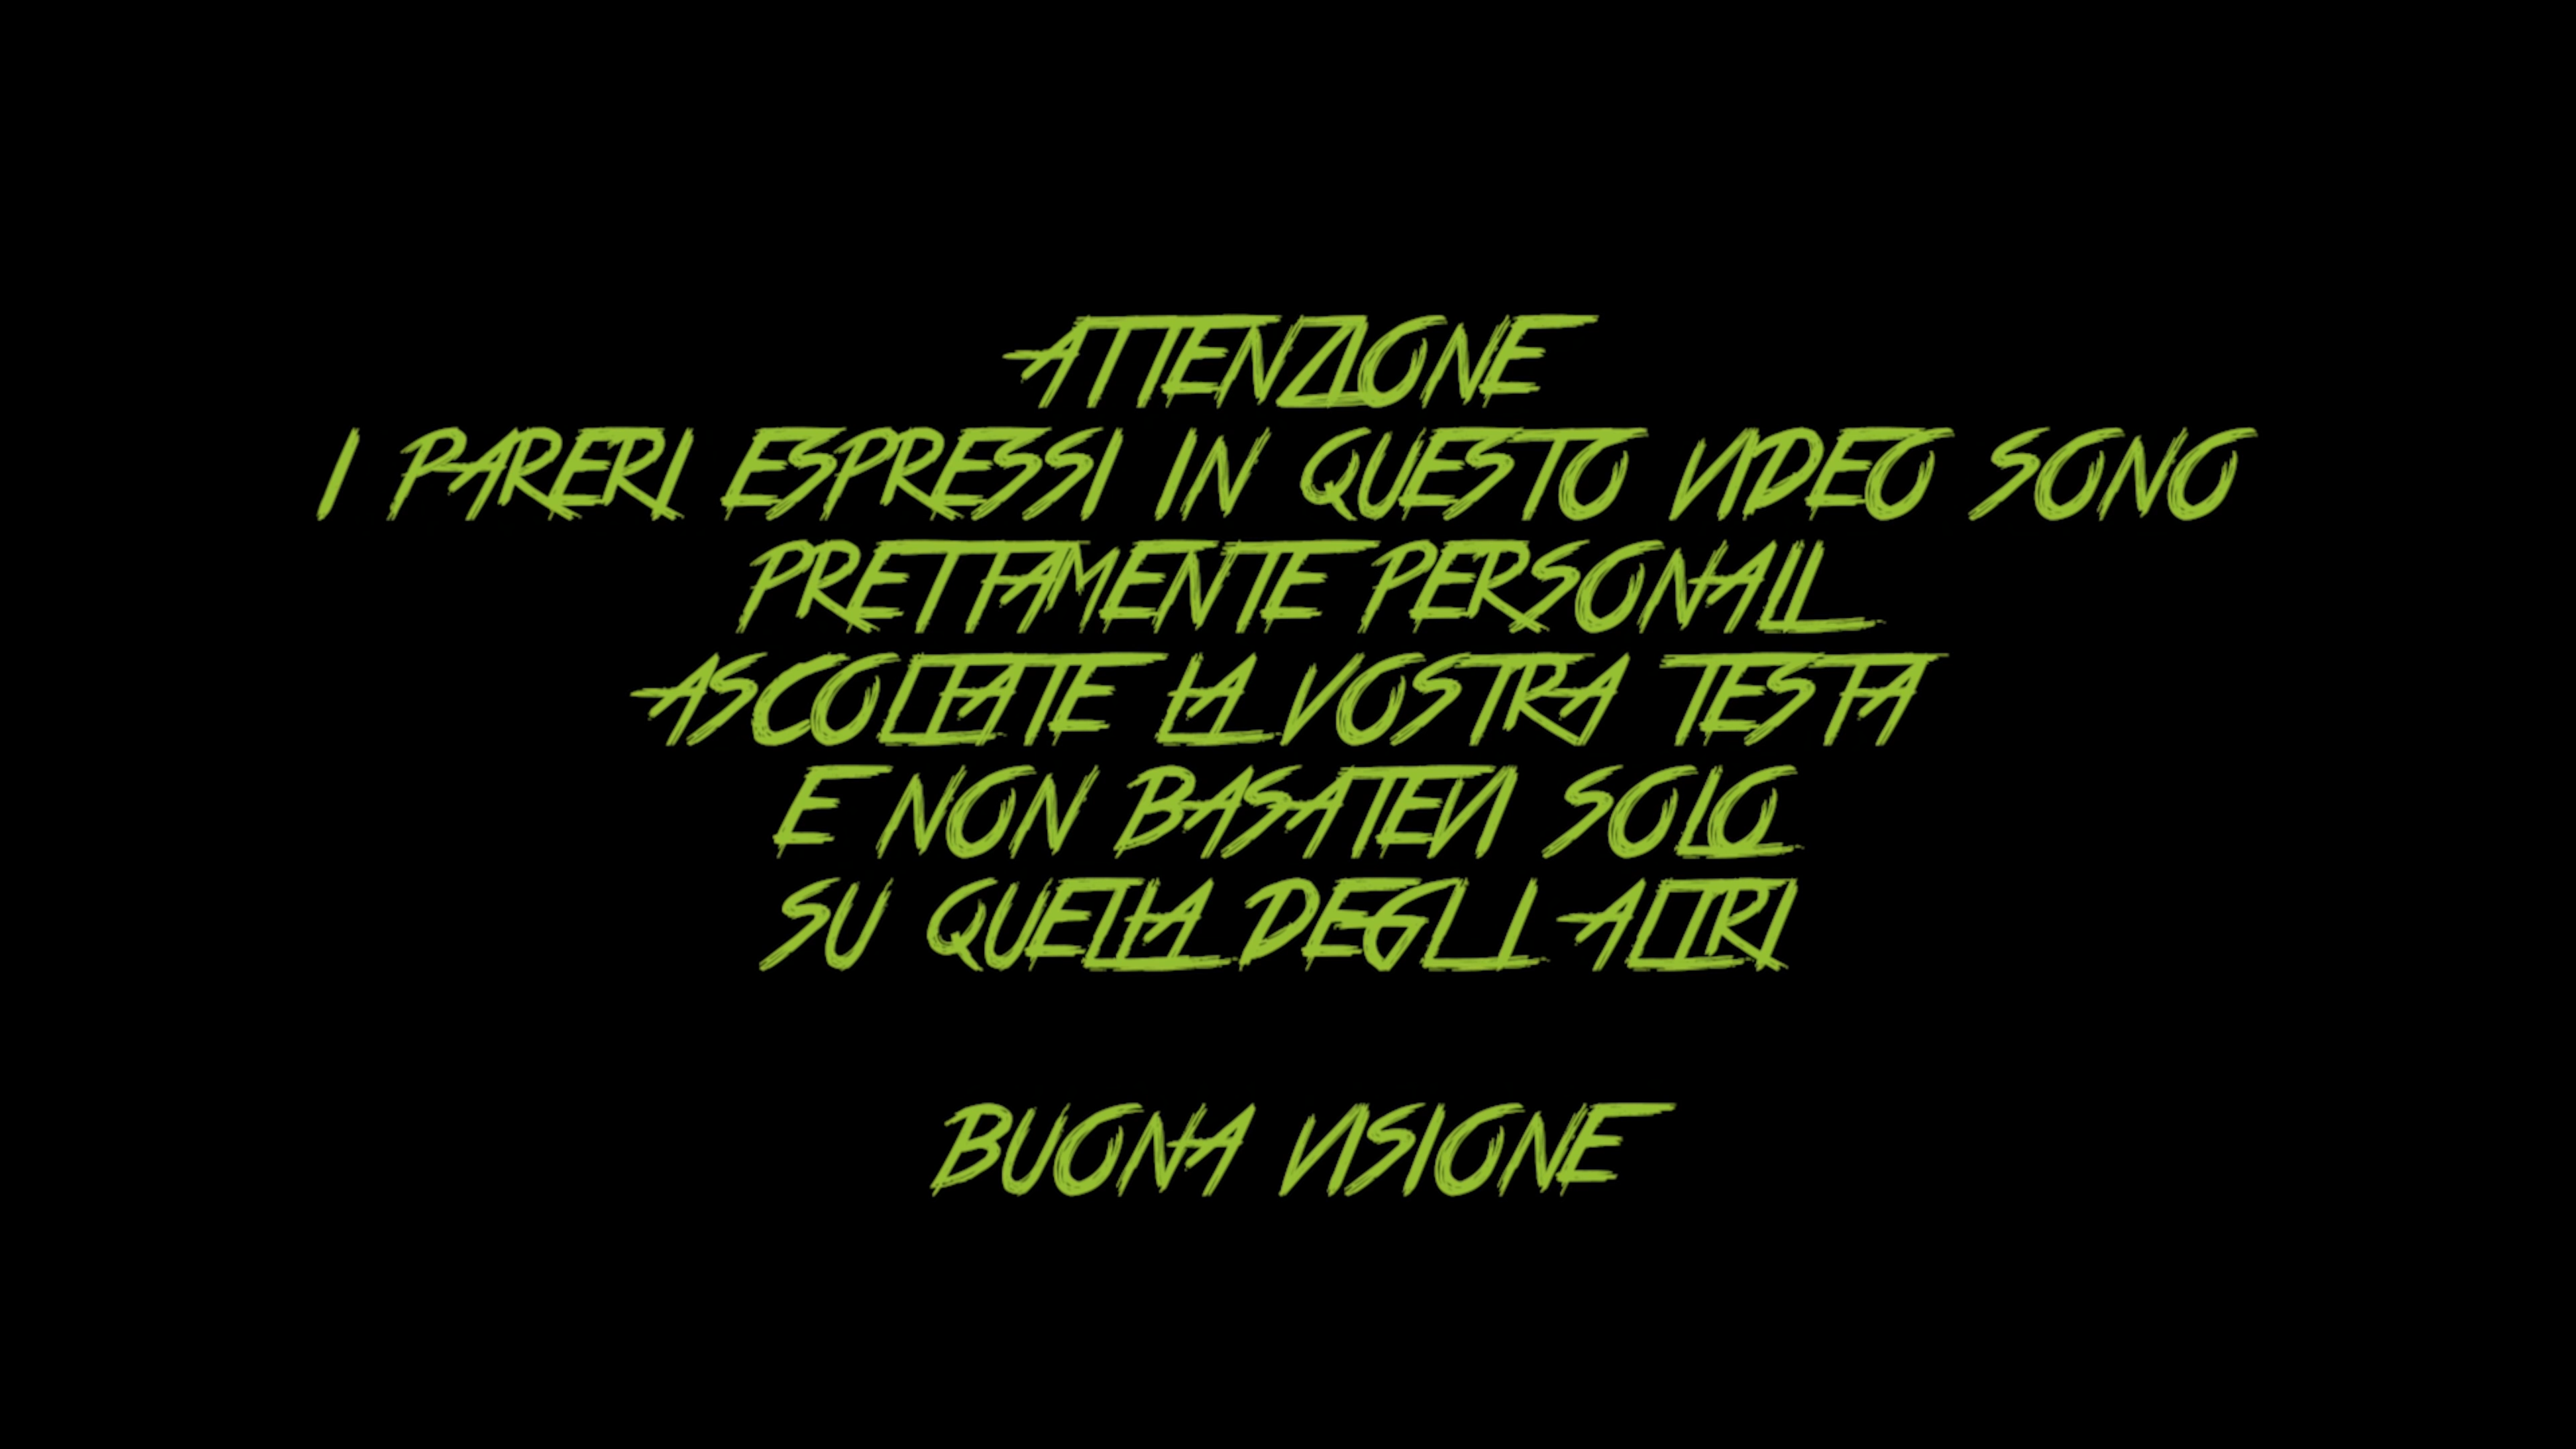 ATTENZIONE
I PARERI ESPRESSI IN QUESTO VIDEO SONO
PRETTAMENTE PERSONALI
ASCOLTATE LA VOSTRA TESTA
E NON BASATEVI SOLO
SU QUELLA DEGLI ALTRI
BUONA VISIONE